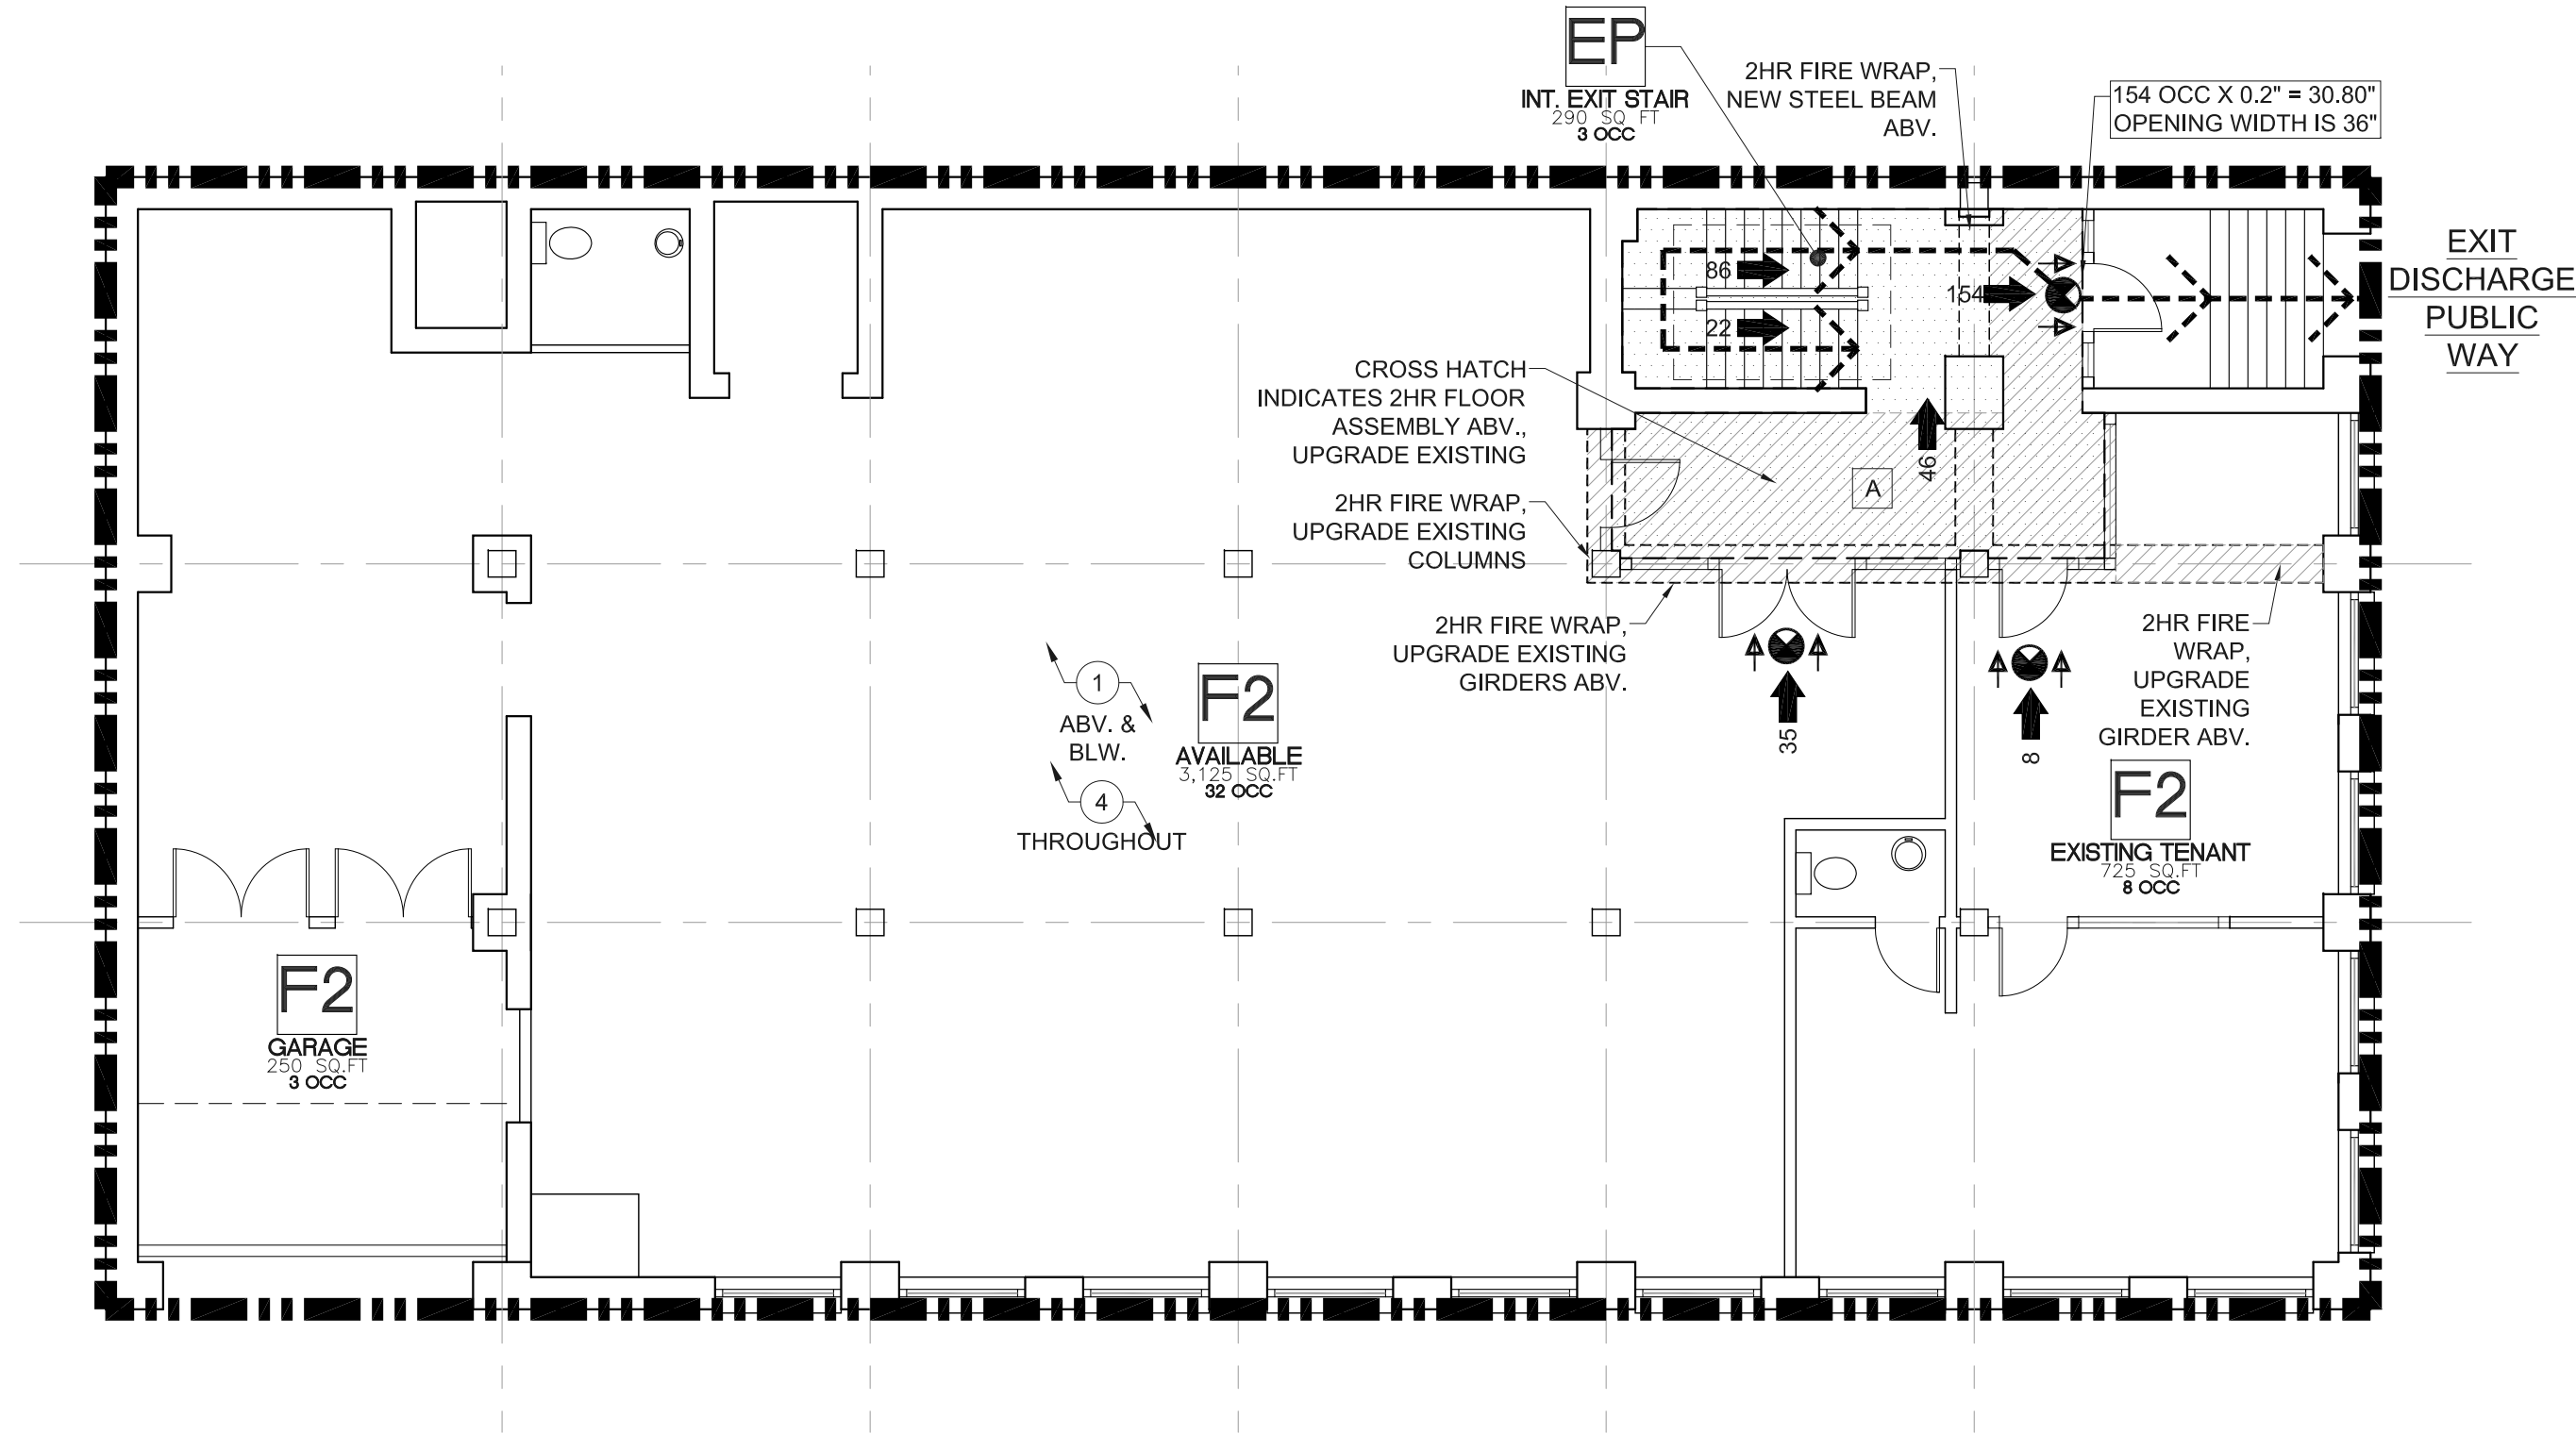 EP
INT. EXIT STAIR
290 SQ FT
3 OCC
2HR FIRE WRAP,
NEW STEEL BEAM
ABV.
154 OCC X 0.2" = 30.80"
OPENING WIDTH IS 36"
EXIT
DISCHARGE
PUBLIC
WAY
86
22
154
46
A
CROSS HATCH
INDICATES 2HR FLOOR
ASSEMBLY ABV.,
UPGRADE EXISTING
2HR FIRE WRAP,
UPGRADE EXISTING
COLUMNS
2HR FIRE WRAP,
UPGRADE EXISTING
GIRDERS ABV.
35
8
2HR FIRE
WRAP,
UPGRADE
EXISTING
GIRDER ABV.
1
ABV. &
BLW.
4
THROUGHOUT
F2
AVAILABLE
3,125 SQ.FT
32 OCC
F2
EXISTING TENANT
725 SQ.FT
8 OCC
F2
GARAGE
250 SQ.FT
3 OCC